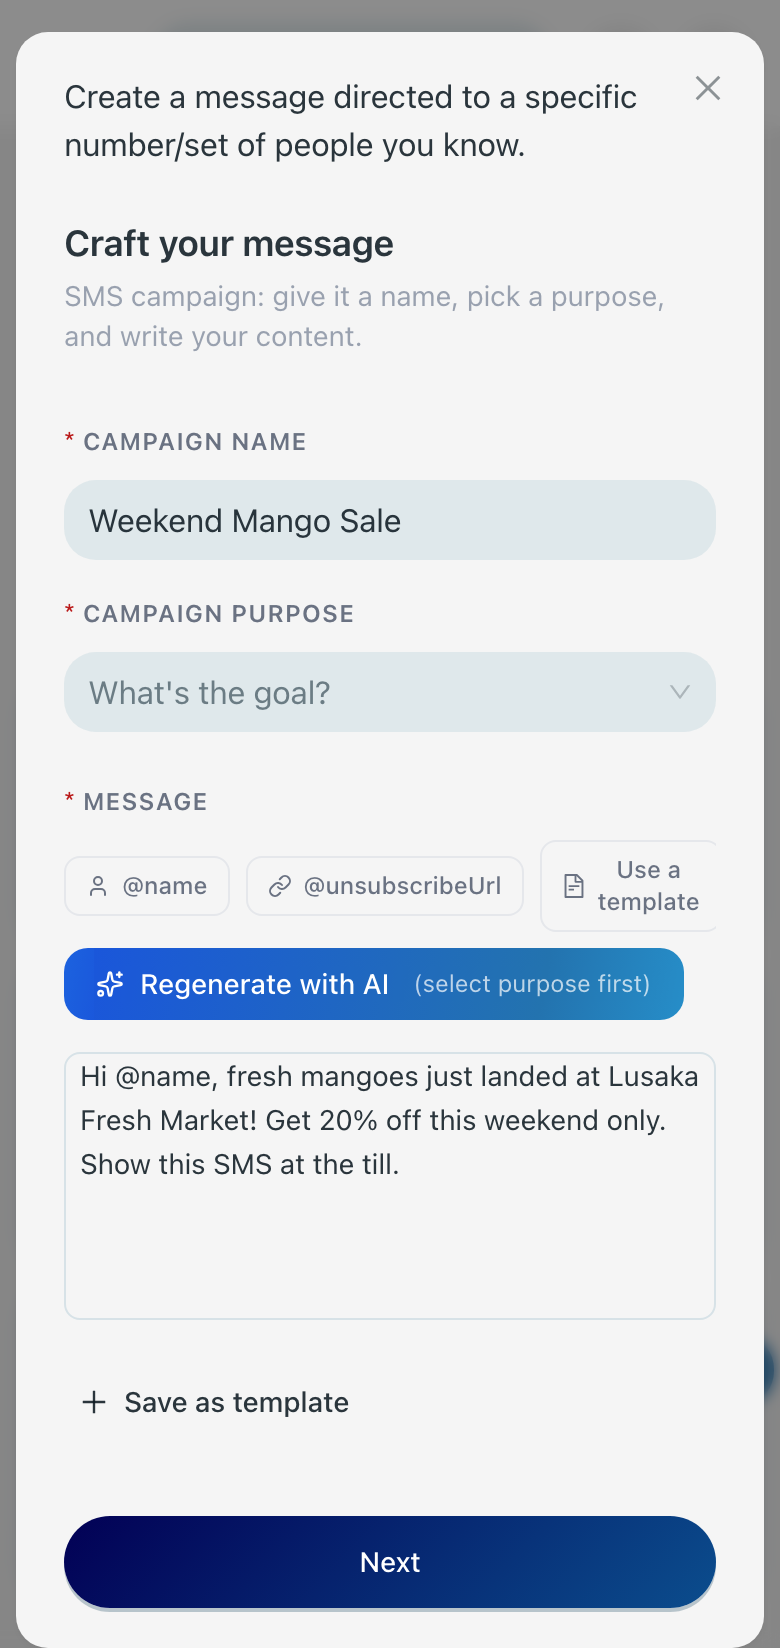 Create a message directed to a specific
number/set of people you know.
Craft your message
SMS campaign: give it a name, pick a purpose,
and write your content.
* CAMPAIGN NAME
Weekend Mango Sale
* CAMPAIGN PURPOSE
What's the goal?
* MESSAGE
@name
@unsubscribeUrl
Use a
template
Regenerate with AI (select purpose first)
Hi @name, fresh mangoes just landed at Lusaka
Fresh Market! Get 20% off this weekend only.
Show this SMS at the till.
+ Save as template
Next